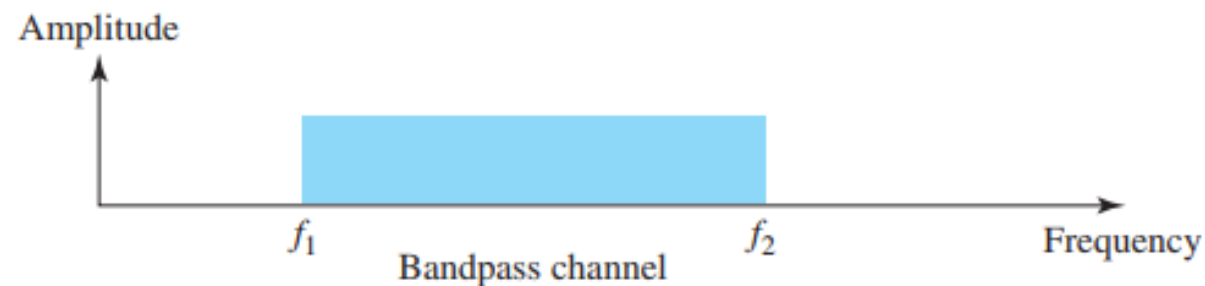 Amplitude
f₁
f₂
Frequency
Bandpass channel